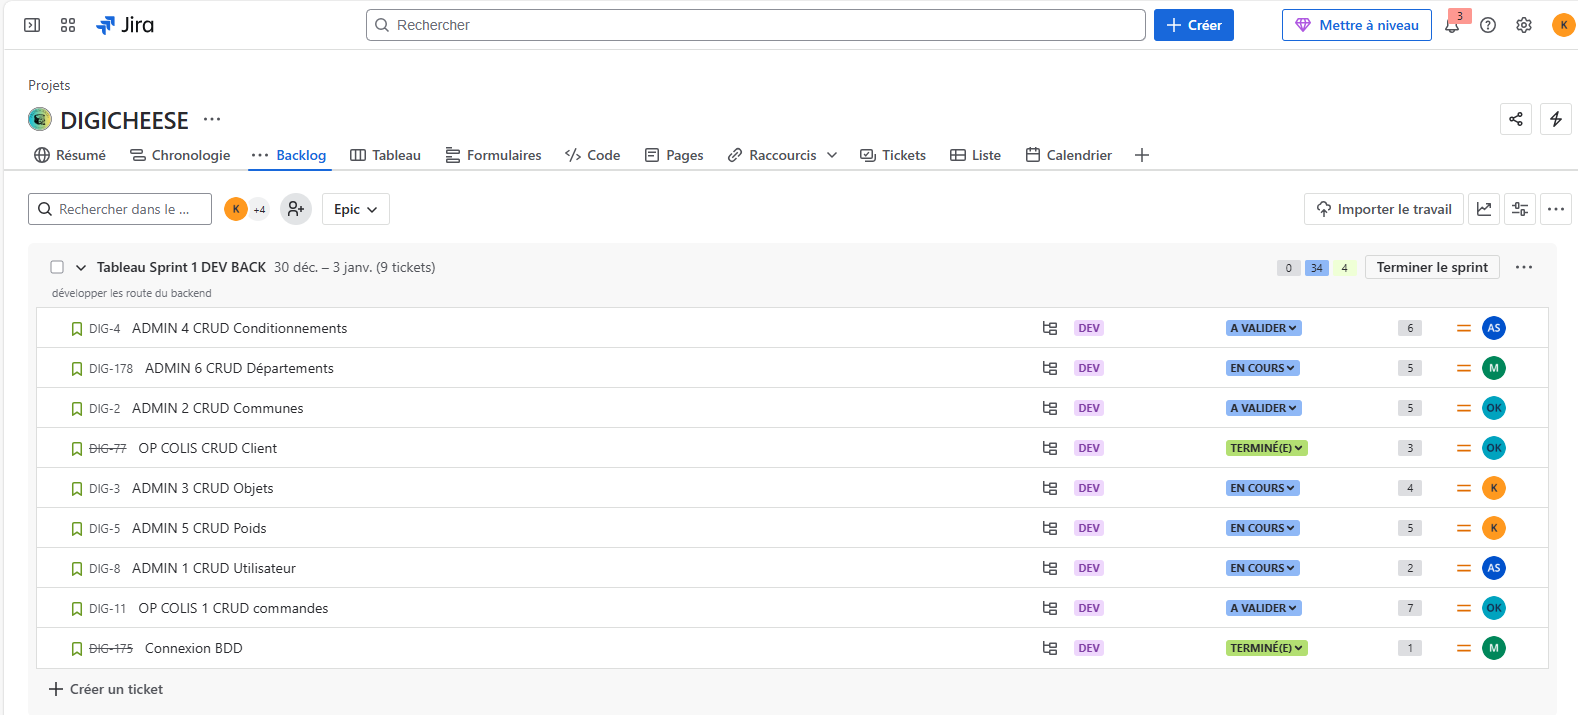 Jira
Rechercher
Créer
Mettre à niveau
3
K
Projets
DIGICHEESE
Résumé Chronologie Backlog Tableau Formulaires Code Pages Raccourcis Tickets Liste Calendrier
Rechercher dans le ...
K +4
Epic
Importer le travail
Tableau Sprint 1 DEV BACK 30 déc. – 3 janv. (9 tickets) 0 34 4 Terminer le sprint
développer les route du backend
DIG-4 ADMIN 4 CRUD Conditionnements DEV A VALIDER 6 AS
DIG-178 ADMIN 6 CRUD Départements DEV EN COURS 5 M
DIG-2 ADMIN 2 CRUD Communes DEV A VALIDER 5 OK
DIG-77 OP COLIS CRUD Client DEV TERMINÉ(E) 3 OK
DIG-3 ADMIN 3 CRUD Objets DEV EN COURS 4 K
DIG-5 ADMIN 5 CRUD Poids DEV EN COURS 5 K
DIG-8 ADMIN 1 CRUD Utilisateur DEV EN COURS 2 AS
DIG-11 OP COLIS 1 CRUD commandes DEV A VALIDER 7 OK
DIG-175 Connexion BDD DEV TERMINÉ(E) 1 M
Créer un ticket